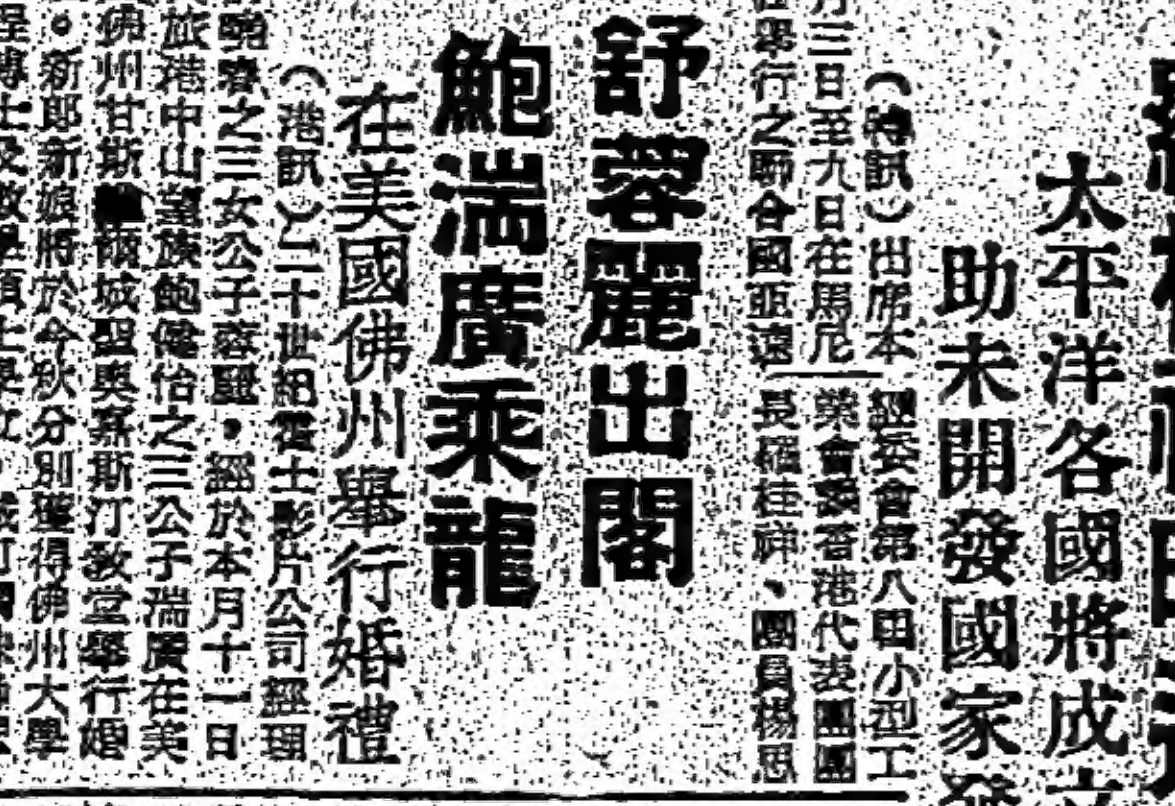 太平洋各國將成立
助未開發國家發
（特訊）出席本
月三日至九日在馬尼
舉行之聯合國亞遠
經委會第八屆小型工
業會議香港代表團團
長羅桂祥、團員楊思
舒蓉麗出閣
鮑湍廣乘龍
在美國佛州舉行婚禮
（港訊）二十世紀霍士影片公司經理
之三女公子蓉麗，經於本月十一日
旅港中山望族鮑健怡之三公子湍廣在美
佛州甘斯 爾城聖奧嘉斯汀教堂舉行婚
。新郎新娘將於今秋分別獲得佛州大學